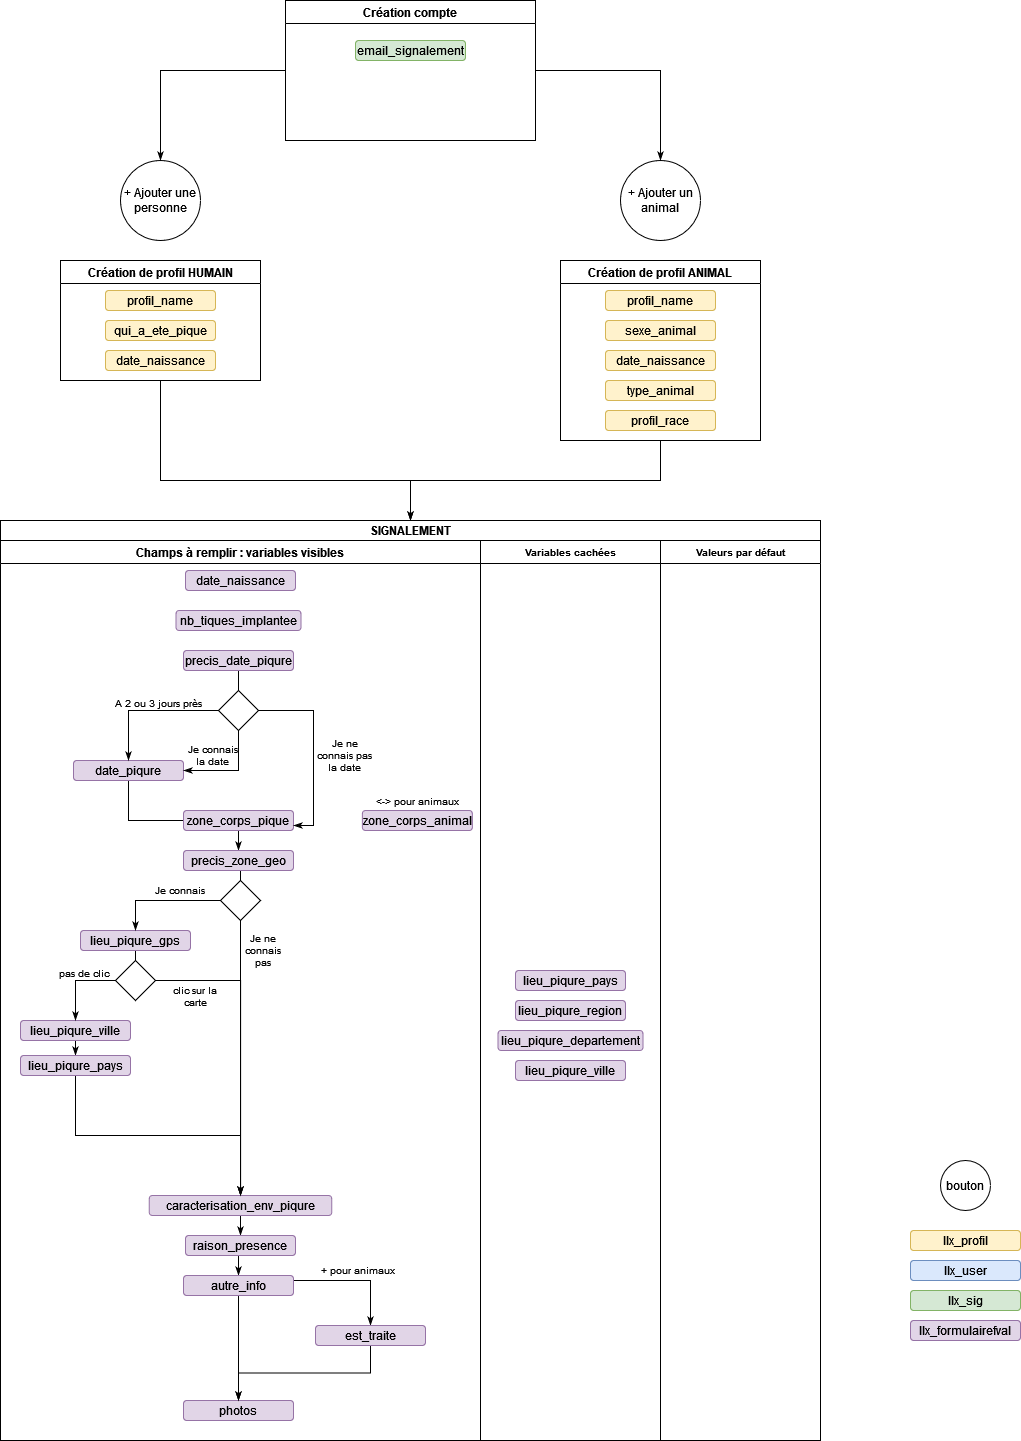 Création compte
email_signalement
+ Ajouter une
personne
+ Ajouter un
animal
Création de profil HUMAIN
profil_name
qui_a_ete_pique
date_naissance
Création de profil ANIMAL
profil_name
sexe_animal
date_naissance
type_animal
profil_race
SIGNALEMENT
Champs à remplir : variables visibles
Variables cachées
Valeurs par défaut
date_naissance
nb_tiques_implantee
precis_date_piqure
A 2 ou 3 jours près
Je connais
la date
Je ne
connais pas
la date
date_piqure
<-> pour animaux
zone_corps_pique
zone_corps_animal
precis_zone_geo
Je connais
Je ne
connais
pas
lieu_piqure_gps
pas de clic
clic sur la
carte
lieu_piqure_ville
lieu_piqure_pays
lieu_piqure_pays
lieu_piqure_region
lieu_piqure_departement
lieu_piqure_ville
caracterisation_env_piqure
raison_presence
autre_info
+ pour animaux
est_traite
photos
bouton
llx_profil
llx_user
llx_sig
llx_formulairefval